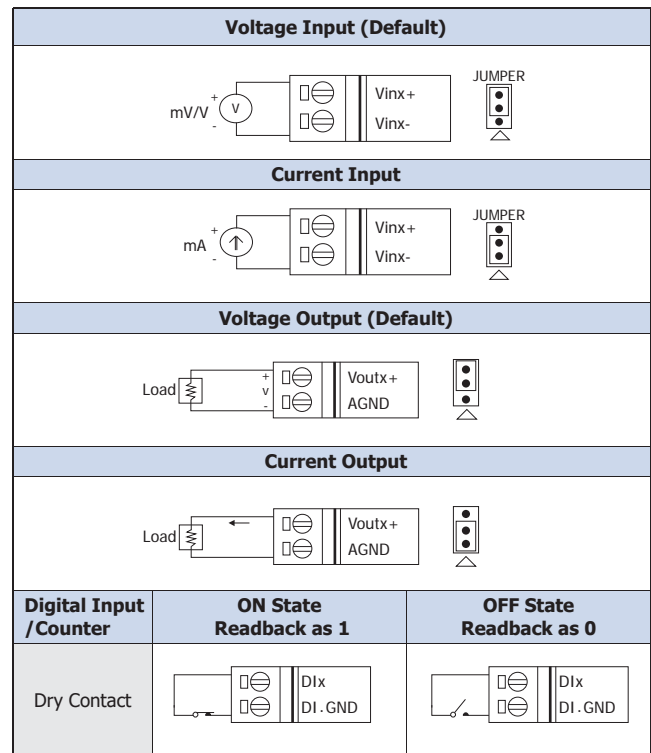 Voltage Input (Default)
JUMPER
+
mV/V V
-
Vinx+
Vinx-
Current Input
JUMPER
+
mA
-
Vinx+
Vinx-
Voltage Output (Default)
Load
+
v
-
Voutx+
AGND
Current Output
Load
Voutx+
AGND
Digital Input
/Counter
ON State
Readback as 1
OFF State
Readback as 0
Dry Contact
DIx
DI.GND
DIx
DI.GND